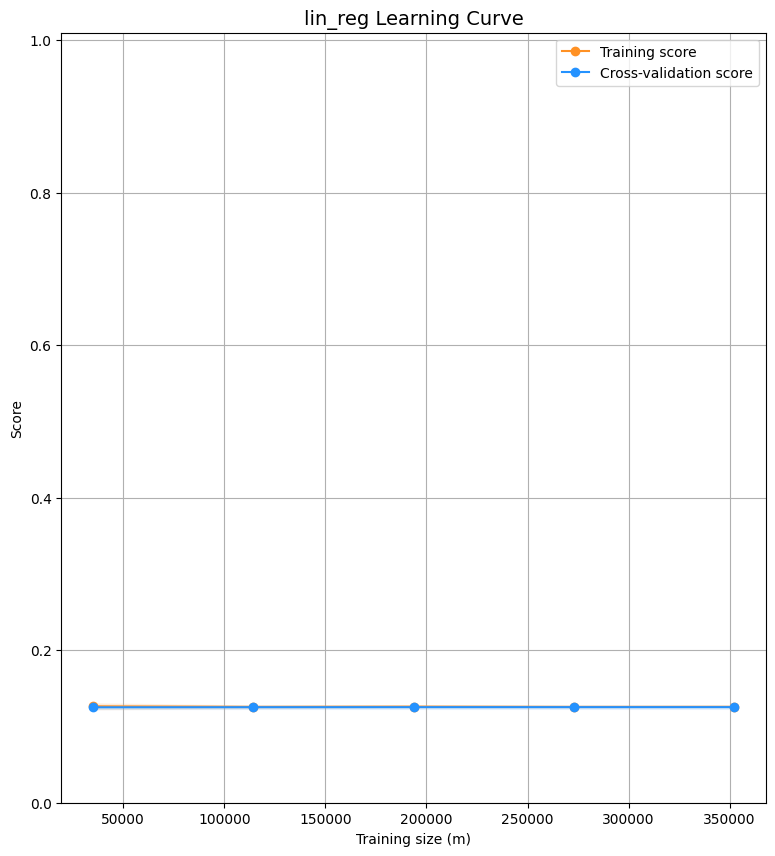 lin_reg Learning Curve
Training score
Cross-validation score
1.0
0.8
0.6
0.4
0.2
0.0
Score
50000 100000 150000 200000 250000 300000 350000
Training size (m)